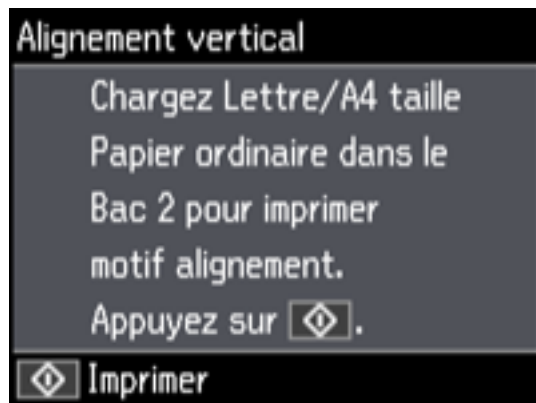 Alignement vertical
Chargez Lettre/A4 taille
Papier ordinaire dans le
Bac 2 pour imprimer
motif alignement.
Appuyez sur .
Imprimer